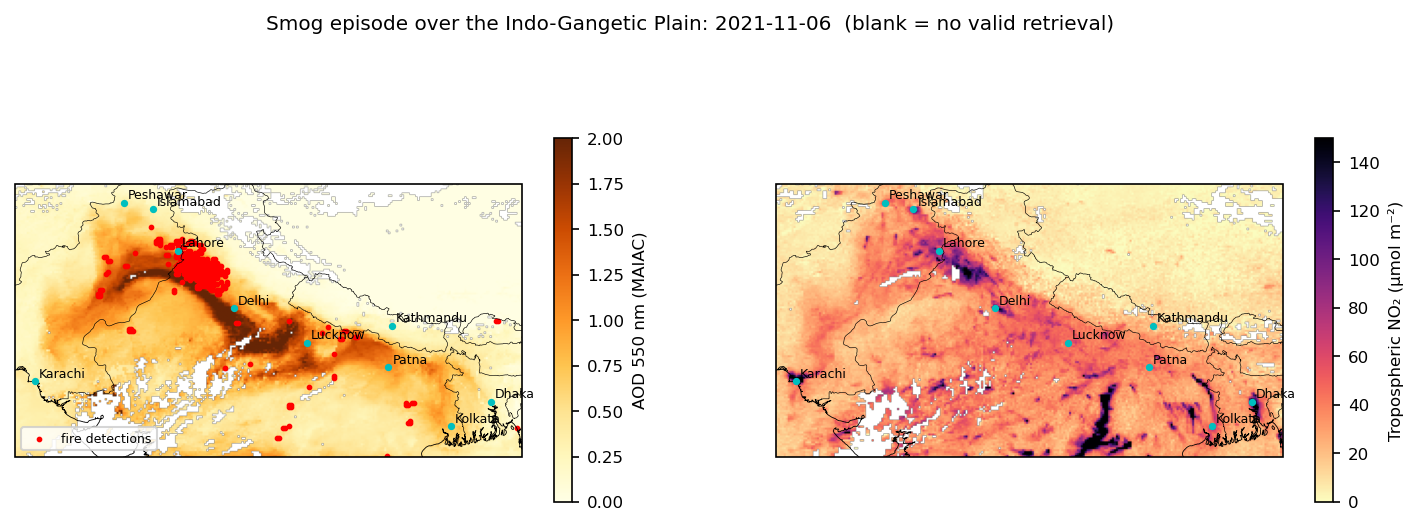 Smog episode over the Indo-Gangetic Plain: 2021-11-06  (blank = no valid retrieval)
Peshawar
Islamabad
Lahore
Delhi
Kathmandu
Lucknow
Patna
Karachi
Dhaka
Kolkata
fire detections
2.00
1.75
1.50
1.25
1.00
0.75
0.50
0.25
0.00
AOD 550 nm (MAIAC)
Peshawar
Islamabad
Lahore
Delhi
Kathmandu
Lucknow
Patna
Karachi
Dhaka
Kolkata
140
120
100
80
60
40
20
0
Tropospheric NO₂ (μmol m⁻²)